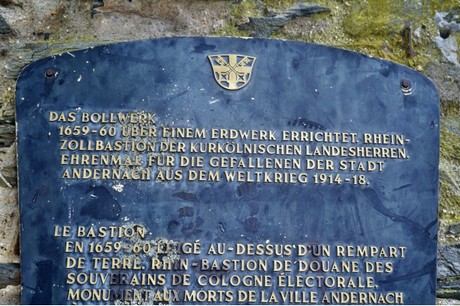 DAS BOLLWERK
1659-60 ÜBER EINEM ERDWERK ERRICHTET. RHEIN-
ZOLLBASTION DER KURKÖLNISCHEN LANDESHERREN.
EHRENMAL FÜR DIE GEFALLENEN DER STADT
ANDERNACH AUS DEM WELTKRIEG 1914-18.
LE BASTION
EN 1659-60 AU-DESSUS D'UN REMPART
DE TERRE. RHIN-BASTION DE DOUANE DES
SOUVERAINS DE COLOGNE ÉLECTORALE.
MONUMENT AUX MORTS DE LA VILLE ANDERNACH